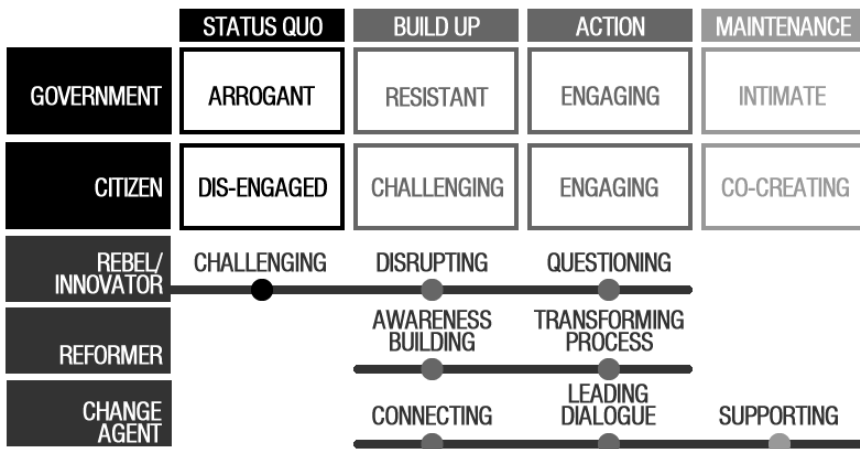 STATUS QUO BUILD UP ACTION MAINTENANCE
GOVERNMENT ARROGANT RESISTANT ENGAGING INTIMATE
CITIZEN DIS-ENGAGED CHALLENGING ENGAGING CO-CREATING
REBEL/
INNOVATOR
CHALLENGING DISRUPTING QUESTIONING
REFORMER
AWARENESS
BUILDING
TRANSFORMING
PROCESS
CHANGE
AGENT
CONNECTING
LEADING
DIALOGUE
SUPPORTING